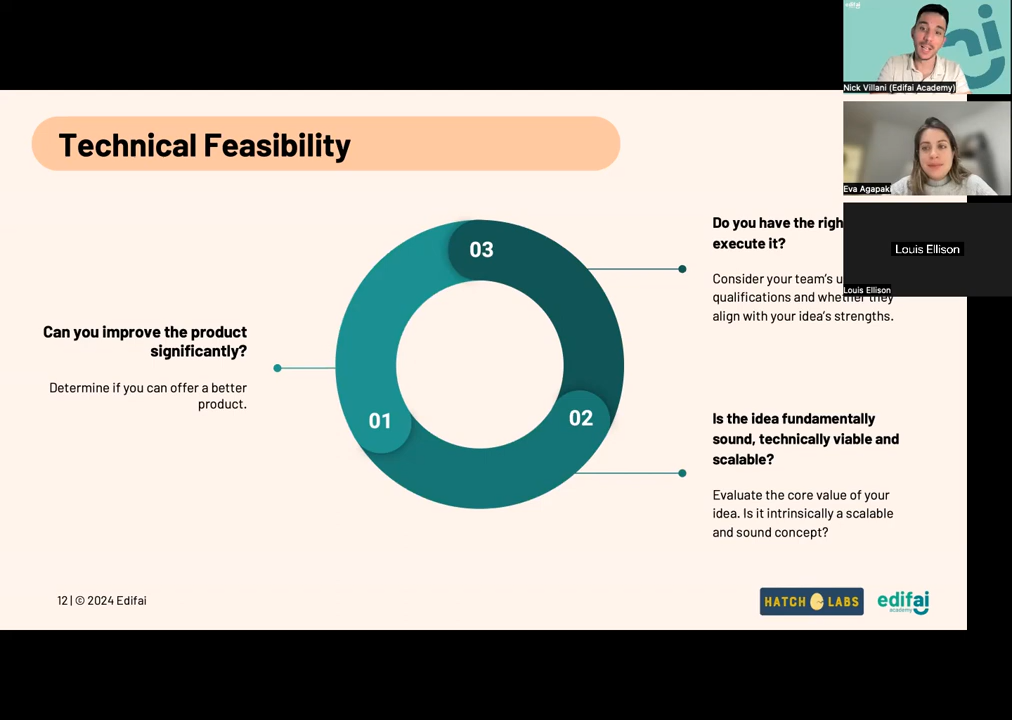 edifai
Nick Villani (Edifai Academy)
Technical Feasibility
Eva Agapaki
Louis Ellison
Louis Ellison
03
Do you have the
execute it?
Consider your team's
qualifications and whether they
align with your idea's strengths.
Can you improve the product
significantly?
Determine if you can offer a better
product.
01
02
Is the idea fundamentally
sound, technically viable and
scalable?
Evaluate the core value of your
idea. Is it intrinsically a scalable
and sound concept?
12 | © 2024 Edifai
HATCH LABS
edifai
academy